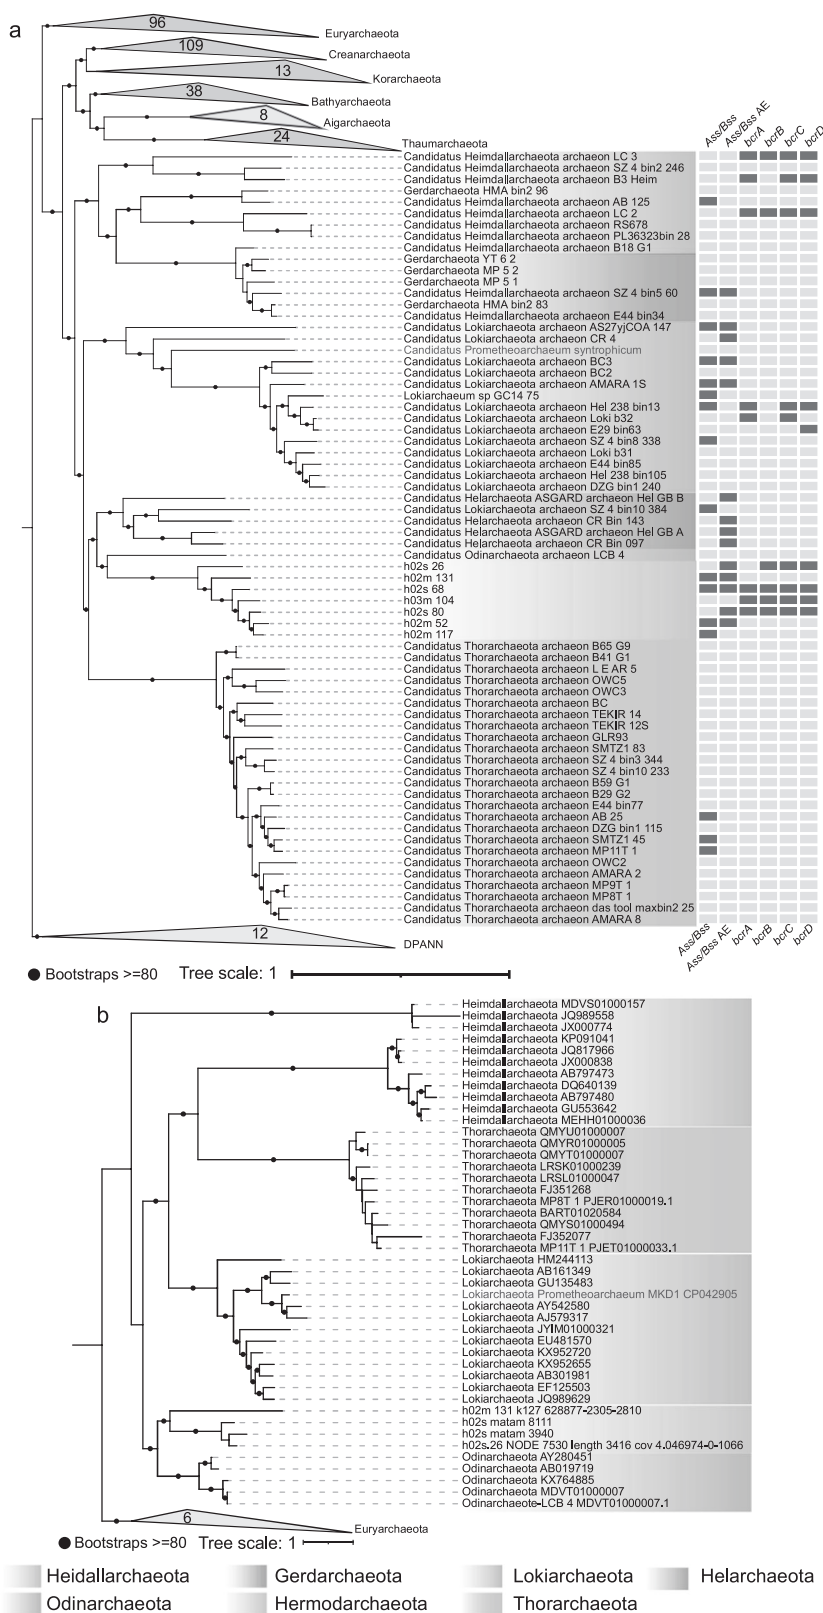 a
96
Euryarchaeota
109
Creanarchaeota
13
Korarchaeota
38
Bathyarchaeota
8
Aigarchaeota
24
Thaumarchaeota
Ass/Bss
Ass/Bss AE
bcrA
bcrB
bcrC
bcrD
Candidatus Heimdallarchaeota archaeon LC 3
Candidatus Heimdallarchaeota archaeon SZ 4 bin2 246
Candidatus Heimdallarchaeota archaeon B3 Heim
Gerdarchaeota HMA bin2 96
Candidatus Heimdallarchaeota archaeon AB 125
Candidatus Heimdallarchaeota archaeon LC 2
Candidatus Heimdallarchaeota archaeon RS678
Candidatus Heimdallarchaeota archaeon PL36323bin 28
Candidatus Heimdallarchaeota archaeon B18 G1
Gerdarchaeota YT 6 2
Gerdarchaeota MP 5 2
Gerdarchaeota MP 5 1
Candidatus Heimdallarchaeota archaeon SZ 4 bin5 60
Gerdarchaeota HMA bin2 83
Candidatus Heimdallarchaeota archaeon E44 bin34
Candidatus Lokiarchaeota archaeon AS27yjCOA 147
Candidatus Lokiarchaeota archaeon CR 4
Candidatus Prometheoarchaeum syntrophicum
Candidatus Lokiarchaeota archaeon BC3
Candidatus Lokiarchaeota archaeon BC2
Candidatus Lokiarchaeota archaeon AMARA 1S
Lokiarchaeum sp GC14 75
Candidatus Lokiarchaeota archaeon Hel 238 bin13
Candidatus Lokiarchaeota archaeon Loki b32
Candidatus Lokiarchaeota archaeon E29 bin63
Candidatus Lokiarchaeota archaeon SZ 4 bin8 338
Candidatus Lokiarchaeota archaeon Loki b31
Candidatus Lokiarchaeota archaeon E44 bin85
Candidatus Lokiarchaeota archaeon Hel 238 bin105
Candidatus Lokiarchaeota archaeon DZG bin1 240
Candidatus Helarchaeota ASGARD archaeon Hel GB B
Candidatus Lokiarchaeota archaeon SZ 4 bin10 384
Candidatus Helarchaeota archaeon CR Bin 143
Candidatus Helarchaeota ASGARD archaeon Hel GB A
Candidatus Helarchaeota archaeon CR Bin 097
Candidatus Odinarchaeota archaeon LCB 4
h02s 26
h02m 131
h02s 68
h03m 104
h02s 80
h02m 52
h02m 117
Candidatus Thorarchaeota archaeon B65 G9
Candidatus Thorarchaeota archaeon B41 G1
Candidatus Thorarchaeota archaeon L E AR 5
Candidatus Thorarchaeota archaeon OWC5
Candidatus Thorarchaeota archaeon OWC3
Candidatus Thorarchaeota archaeon BC
Candidatus Thorarchaeota archaeon TEKIR 14
Candidatus Thorarchaeota archaeon TEKIR 12S
Candidatus Thorarchaeota archaeon GLR93
Candidatus Thorarchaeota archaeon SMTZ1 83
Candidatus Thorarchaeota archaeon SZ 4 bin3 344
Candidatus Thorarchaeota archaeon SZ 4 bin10 233
Candidatus Thorarchaeota archaeon B59 G1
Candidatus Thorarchaeota archaeon B29 G2
Candidatus Thorarchaeota archaeon E44 bin77
Candidatus Thorarchaeota archaeon AB 25
Candidatus Thorarchaeota archaeon DZG bin1 115
Candidatus Thorarchaeota archaeon SMTZ1 45
Candidatus Thorarchaeota archaeon MP11T 1
Candidatus Thorarchaeota archaeon OWC2
Candidatus Thorarchaeota archaeon AMARA 2
Candidatus Thorarchaeota archaeon MP9T 1
Candidatus Thorarchaeota archaeon MP8T 1
Candidatus Thorarchaeota archaeon das tool maxbin2 25
Candidatus Thorarchaeota archaeon AMARA 8
12
DPANN
Ass/Bss
Ass/Bss AE
bcrA
bcrB
bcrC
bcrD
Bootstraps >=80 Tree scale: 1
b
Heimdallarchaeota MDVS01000157
Heimdallarchaeota JQ989558
Heimdallarchaeota JX000774
Heimdallarchaeota KP091041
Heimdallarchaeota JQ817966
Heimdallarchaeota JX000838
Heimdallarchaeota AB797473
Heimdallarchaeota DQ640139
Heimdallarchaeota AB797480
Heimdallarchaeota GU553642
Heimdallarchaeota MEHH01000036
Thorarchaeota QMYU01000007
Thorarchaeota QMYR01000005
Thorarchaeota QMYT01000007
Thorarchaeota LRSK01000239
Thorarchaeota LRSL01000047
Thorarchaeota FJ351268
Thorarchaeota MP8T 1 PJER01000019.1
Thorarchaeota BART01020584
Thorarchaeota QMYS01000494
Thorarchaeota FJ352077
Thorarchaeota MP11T 1 PJET01000033.1
Lokiarchaeota HM244113
Lokiarchaeota AB161349
Lokiarchaeota GU135483
Lokiarchaeota Prometheoarchaeum MKD1 CP042905
Lokiarchaeota AY542580
Lokiarchaeota AJ579317
Lokiarchaeota JYIM01000321
Lokiarchaeota EU481570
Lokiarchaeota KX952720
Lokiarchaeota KX952655
Lokiarchaeota AB301981
Lokiarchaeota EF125503
Lokiarchaeota JQ989629
h02m 131 k127 628877-2305-2810
h02s matam 8111
h02s matam 3940
h02s.26 NODE 7530 length 3416 cov 4.046974-0-1066
Odinarchaeota AY280451
Odinarchaeota AB019719
Odinarchaeota KX764885
Odinarchaeota MDVT01000007
Odinarchaeote-LCB 4 MDVT01000007.1
6
Euryarchaeota
Bootstraps >=80 Tree scale: 1
Heidallarchaeota Gerdarchaeota Lokiarchaeota Helarchaeota
Odinarchaeota Hermodarchaeota Thorarchaeota